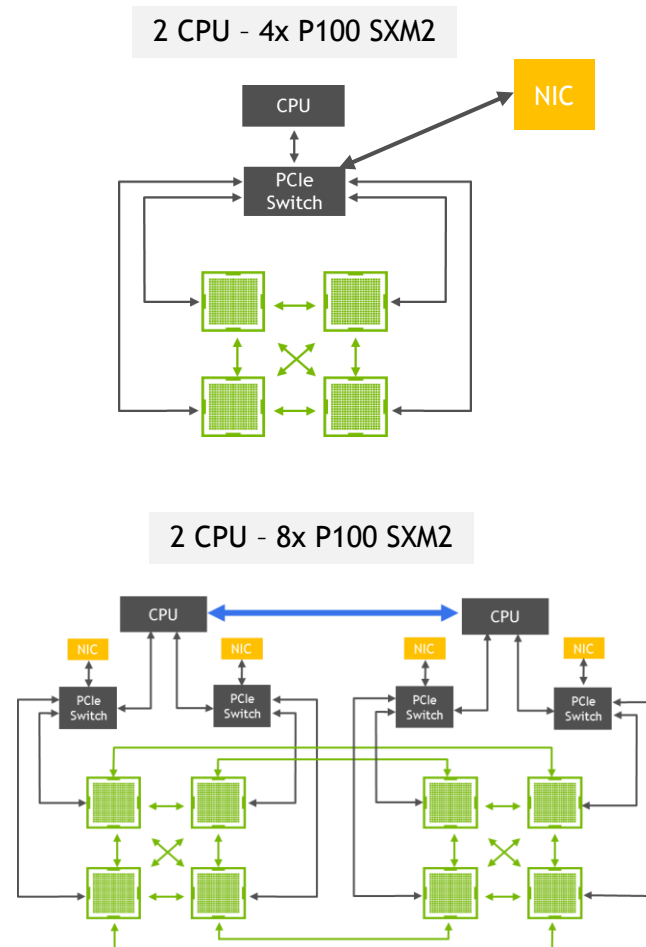 2 CPU – 4x P100 SXM2
NIC
CPU
PCIe
Switch
2 CPU – 8x P100 SXM2
CPU
CPU
NIC
NIC
NIC
NIC
PCIe
Switch
PCIe
Switch
PCIe
Switch
PCIe
Switch